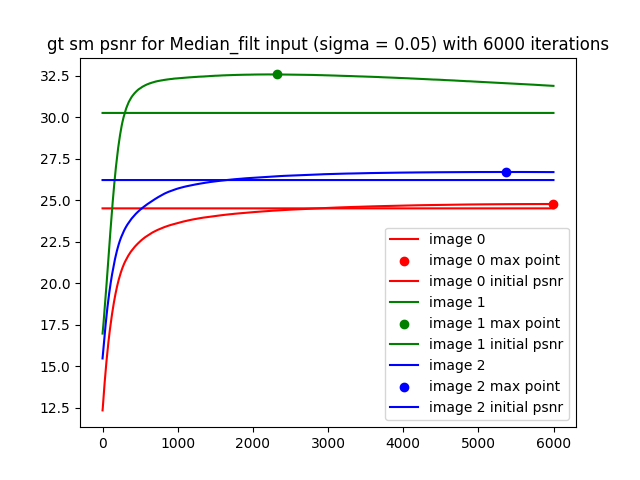 gt sm psnr for Median_filt input (sigma = 0.05) with 6000 iterations
32.5
30.0
27.5
25.0
22.5
20.0
17.5
15.0
12.5
0 1000 2000 3000 4000 5000 6000
image 0
image 0 max point
image 0 initial psnr
image 1
image 1 max point
image 1 initial psnr
image 2
image 2 max point
image 2 initial psnr